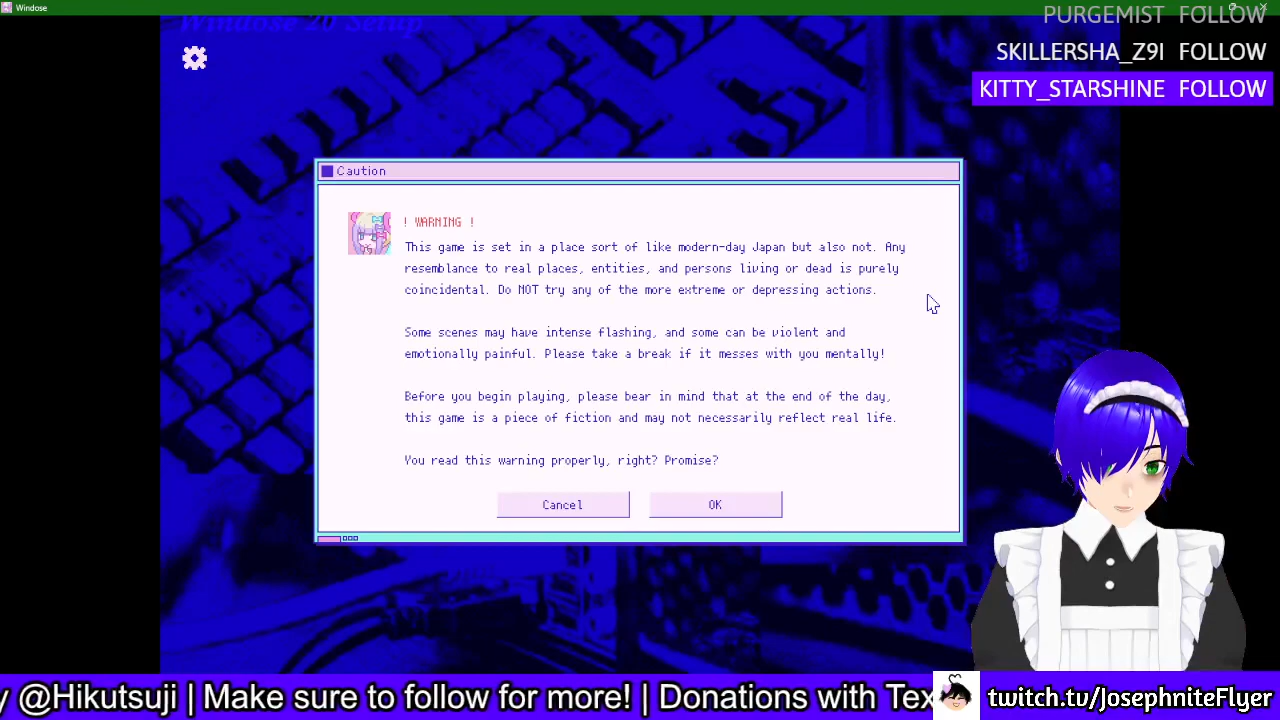 Windose
Windose 20 Setup
PURGEMIST FOLLOW
SKILLERSHA_Z9I FOLLOW
KITTY_STARSHINE FOLLOW
Caution
! WARNING !
This game is set in a place sort of like modern-day Japan but also not. Any
resemblance to real places, entities, and persons living or dead is purely
coincidental. Do NOT try any of the more extreme or depressing actions.
Some scenes may have intense flashing, and some can be violent and
emotionally painful. Please take a break if it messes with you mentally!
Before you begin playing, please bear in mind that at the end of the day,
this game is a piece of fiction and may not necessarily reflect real life.
You read this warning properly, right? Promise?
Cancel OK
y @Hikutsuji | Make sure to follow for more! | Donations with Tex
twitch.tv/JosephniteFlyer